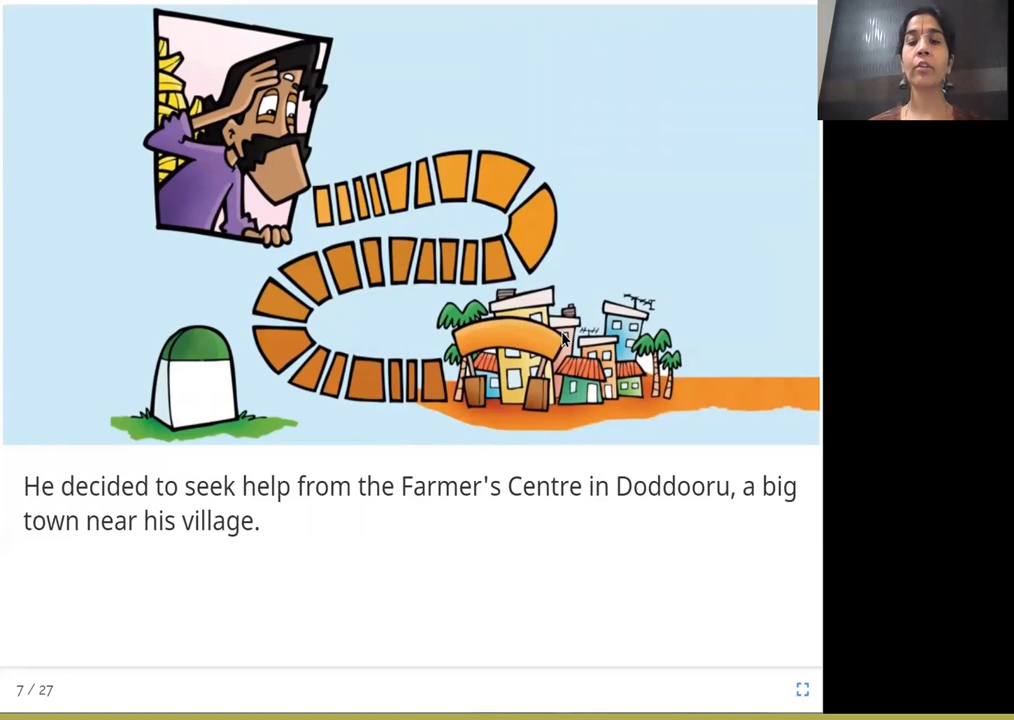 He decided to seek help from the Farmer's Centre in Doddooru, a big
town near his village.
7 / 27